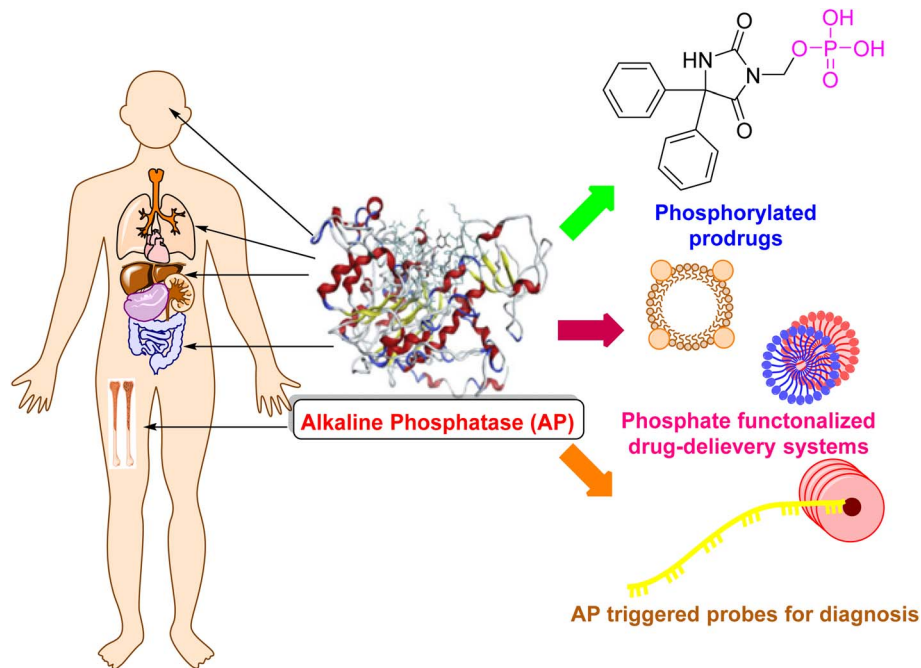 O
OH
HN
O
P
OH
N
O
O
Phosphorylated
prodrugs
Alkaline Phosphatase (AP)
Phosphate functonalized
drug-delievery systems
AP triggered probes for diagnosis